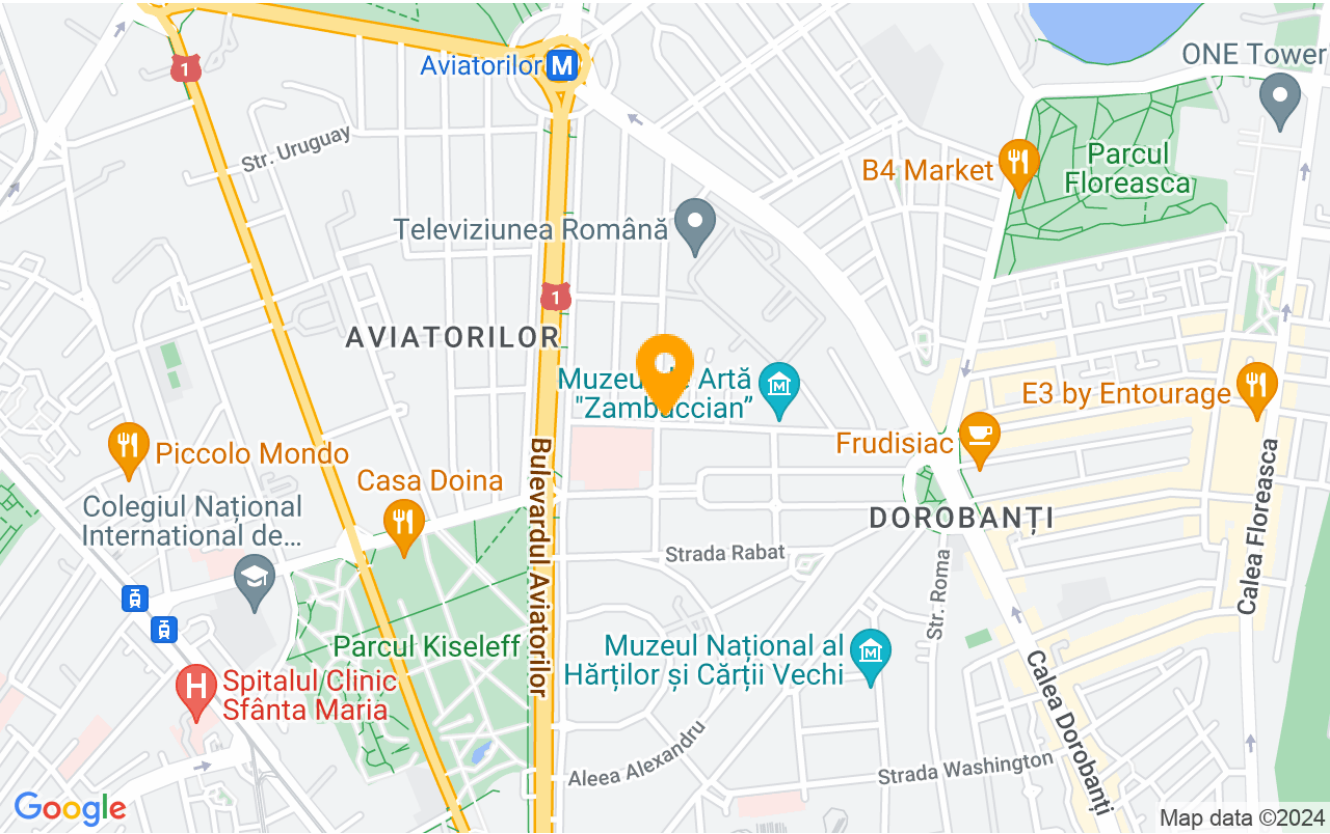 ONE Tower
Aviatorilor M
1
Str. Uruguay
B4 Market
Parcul
Floreasca
Televiziunea Română
1
AVIATORILOR
Muzeul de Artă
"Zambaccian”
E3 by Entourage
Frudisiac
Piccolo Mondo
Casa Doina
Colegiul Național
Internațional de...
DOROBANȚI
Bulevardul Aviatorilor
Calea Floreasca
Strada Rabat
Str. Roma
Parcul Kiseleff
Muzeul Național al
Hărților și Cărții Vechi
H
Spitalul Clinic
Sfânta Maria
Calea Dorobanți
Aleea Alexandru
Strada Washington
Google
Map data ©2024